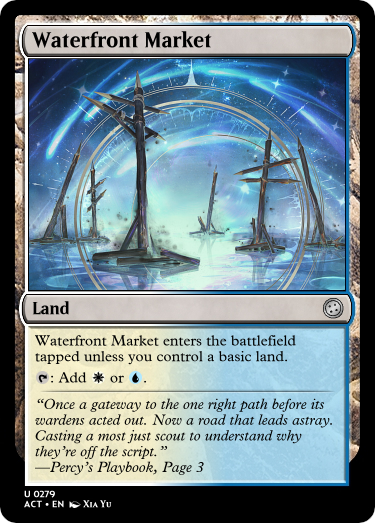 Waterfront Market
Land
Waterfront Market enters the battlefield
tapped unless you control a basic land.
: Add or .
“Once a gateway to the one right path before its
wardens acted out. Now a road that leads astray.
Casting a most just scout to understand why
they’re off the script.”
—Percy’s Playbook, Page 3
U 0279
ACT • EN Xia Yu